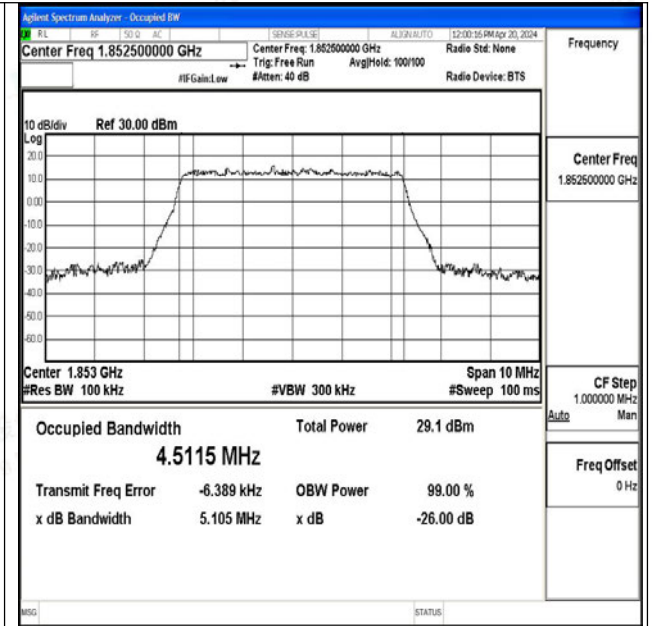 Agilent Spectrum Analyzer - Occupied BW
RL RF 50 Ω AC SENSE:PULSE ALIGN AUTO 12:00:16 PM Apr 20, 2024
Center Freq 1.852500000 GHz
Center Freq: 1.852500000 GHz
Radio Std: None
Trig: Free Run Avg|Hold: 100/100
#IFGain:Low #Atten: 40 dB Radio Device: BTS
10 dB/div Ref 30.00 dBm
Log
20.0
10.0
0.00
-10.0
-20.0
-30.0
-50.0
-60.0
Center 1.853 GHz Span 10 MHz
#Res BW 100 kHz #VBW 300 kHz #Sweep 100 ms
Occupied Bandwidth Total Power 29.1 dBm
4.5115 MHz
Transmit Freq Error -6.389 kHz OBW Power 99.00 %
x dB Bandwidth 5.105 MHz x dB -26.00 dB
MSG STATUS
Frequency
Center Freq
1.852500000 GHz
CF Step
1.000000 MHz
Auto Man
Freq Offset
0 Hz